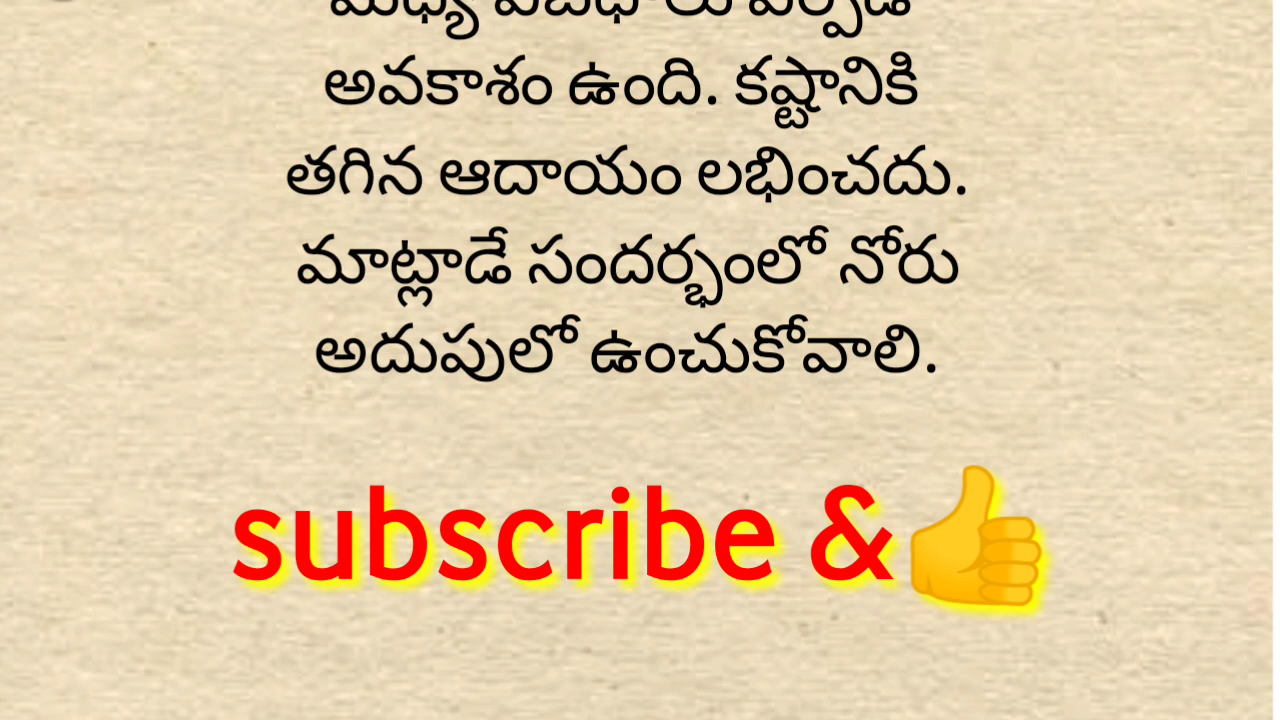 అవకాశం ఉంది. కష్టానికి
తగిన ఆదాయం లభించదు.
మాట్లాడే సందర్భంలో నోరు
అదుపులో ఉంచుకోవాలి.
subscribe &👍